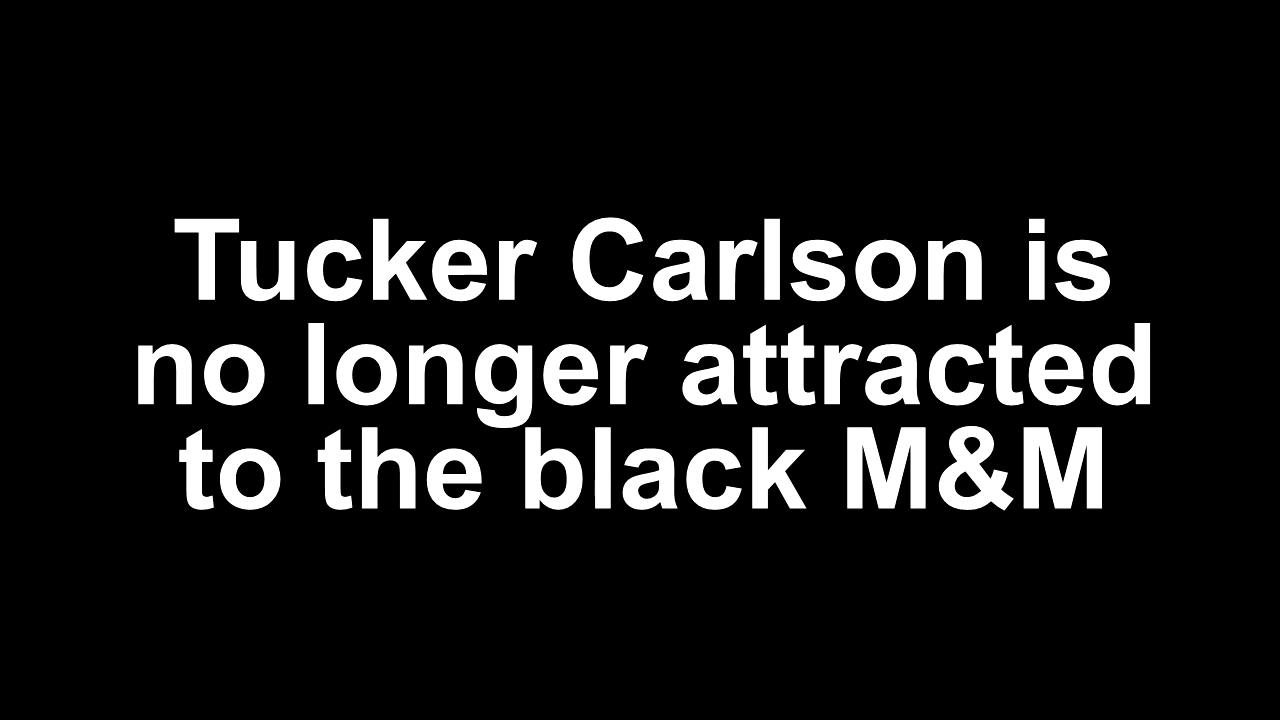 Tucker Carlson is
no longer attracted
to the black M&M